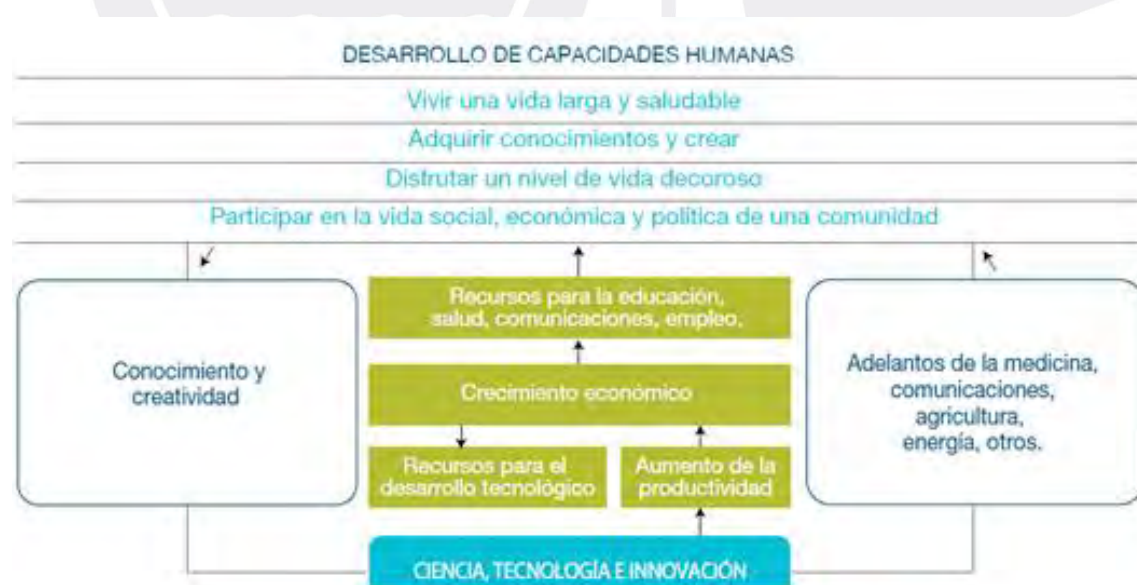 DESARROLLO DE CAPACIDADES HUMANAS
Vivir una vida larga y saludable
Adquirir conocimientos y crear
Disfrutar un nivel de vida decoroso
Participar en la vida social, económica y política de una comunidad
Conocimiento y
creatividad
Recursos para la educación,
salud, comunicaciones, empleo.
Crecimiento económico
Recursos para el
desarrollo tecnológico
Aumento de la
productividad
Adelantos de la medicina,
comunicaciones,
agricultura,
energía, otros.
CIENCIA, TECNOLOGÍA E INNOVACIÓN